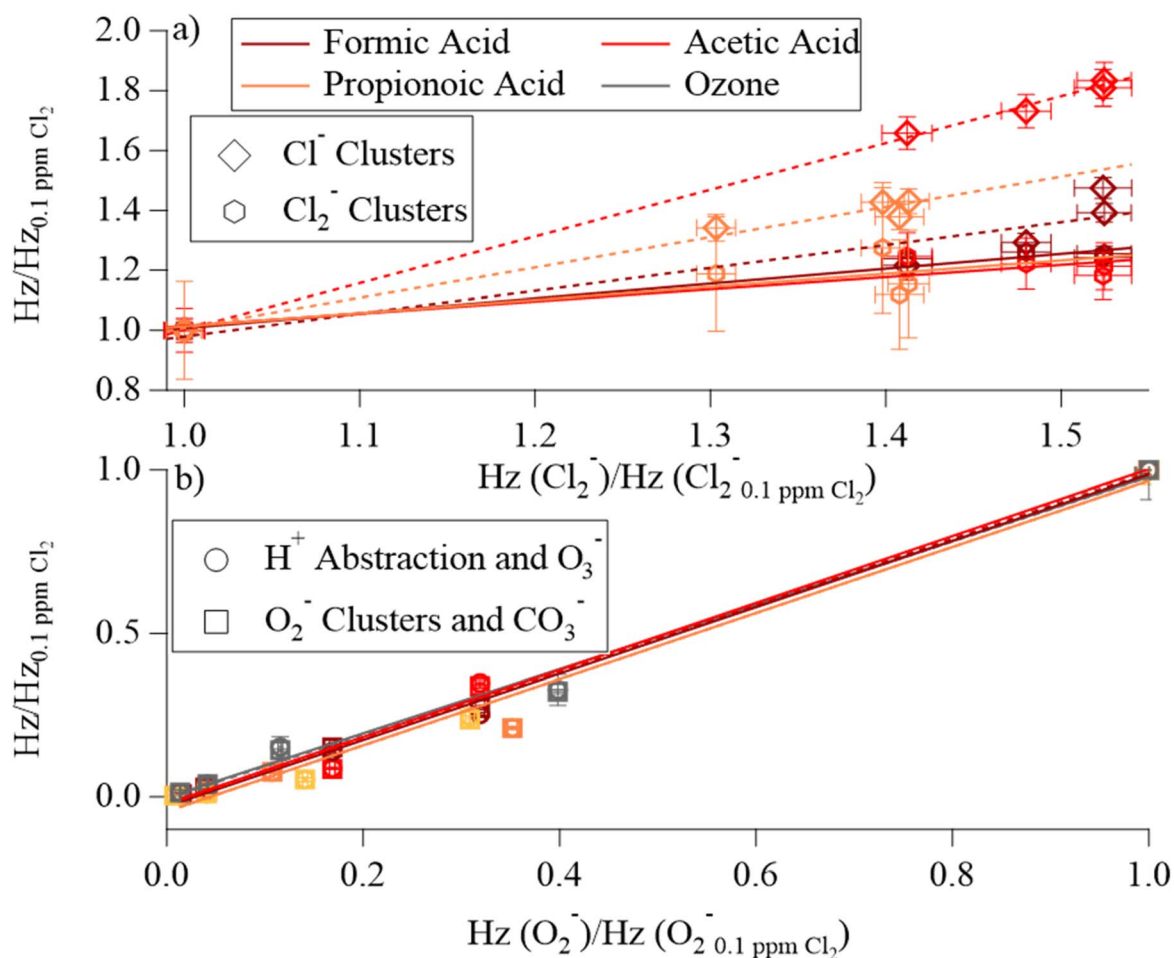 a)
Formic Acid Acetic Acid
Propionoic Acid Ozone
Cl⁻ Clusters
Cl₂⁻ Clusters
Hz/Hz₀.₁ ppm Cl₂
2.0
1.8
1.6
1.4
1.2
1.0
0.8
1.0 1.1 1.2 1.3 1.4 1.5
Hz (Cl₂⁻)/Hz (Cl₂⁻ ₀.₁ ppm Cl₂)
b)
H⁺ Abstraction and O₃⁻
O₂⁻ Clusters and CO₃⁻
Hz/Hz₀.₁ ppm Cl₂
1.0
0.5
0.0
0.0 0.2 0.4 0.6 0.8 1.0
Hz (O₂⁻)/Hz (O₂⁻ ₀.₁ ppm Cl₂)